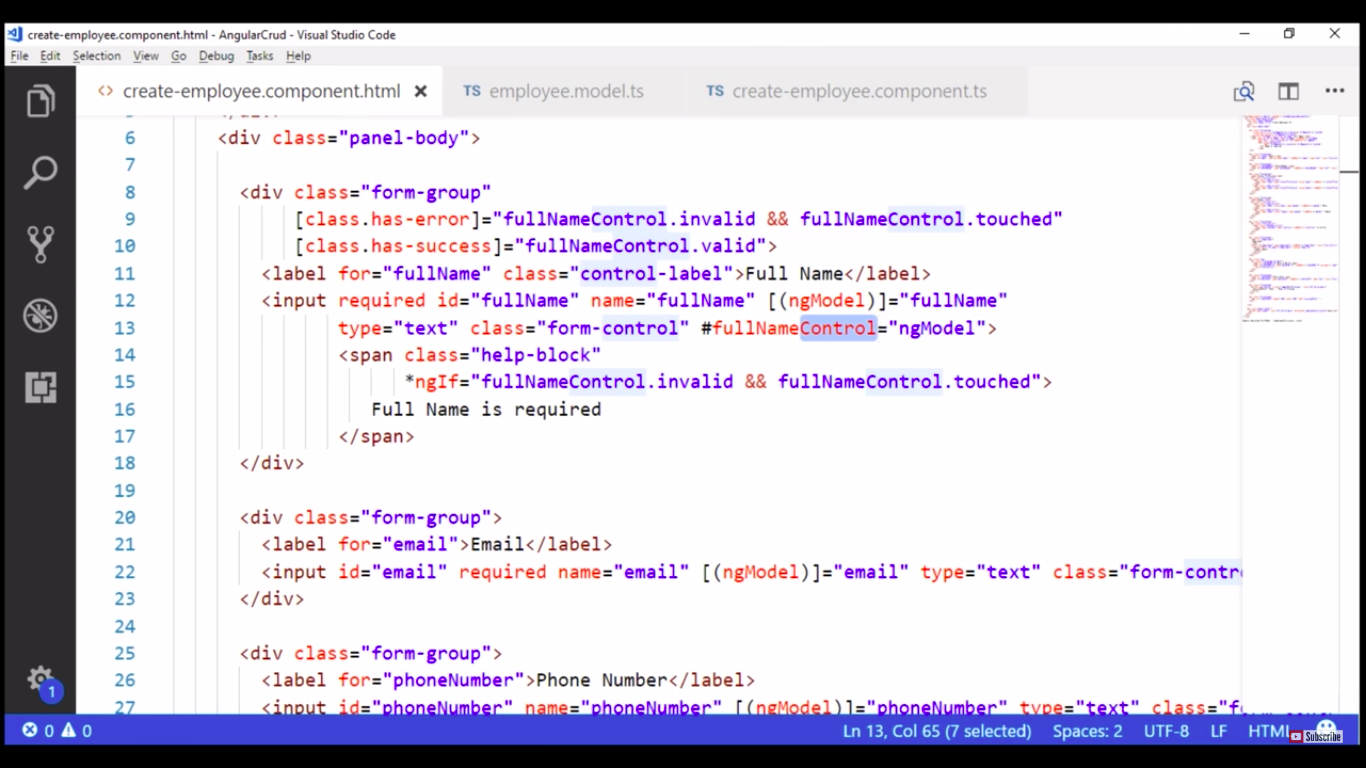 create-employee.component.html - AngularCrud - Visual Studio Code
File Edit Selection View Go Debug Tasks Help
<> create-employee.component.html × TS employee.model.ts TS create-employee.component.ts
6 <div class="panel-body">
7
8 <div class="form-group"
9 [class.has-error]="fullNameControl.invalid && fullNameControl.touched"
10 [class.has-success]="fullNameControl.valid">
11 <label for="fullName" class="control-label">Full Name</label>
12 <input required id="fullName" name="fullName" [(ngModel)]="fullName"
13 type="text" class="form-control" #fullNameControl="ngModel">
14 <span class="help-block"
15 *ngIf="fullNameControl.invalid && fullNameControl.touched">
16 Full Name is required
17 </span>
18 </div>
19
20 <div class="form-group">
21 <label for="email">Email</label>
22 <input id="email" required name="email" [(ngModel)]="email" type="text" class="form-contr
23 </div>
24
25 <div class="form-group">
26 <label for="phoneNumber">Phone Number</label>
27 <input id="phoneNumber" name="phoneNumber" [(ngModel)]="phoneNumber" type="text" class="f
1
0 0 Ln 13, Col 65 (7 selected) Spaces: 2 UTF-8 LF HTML
Subscribe